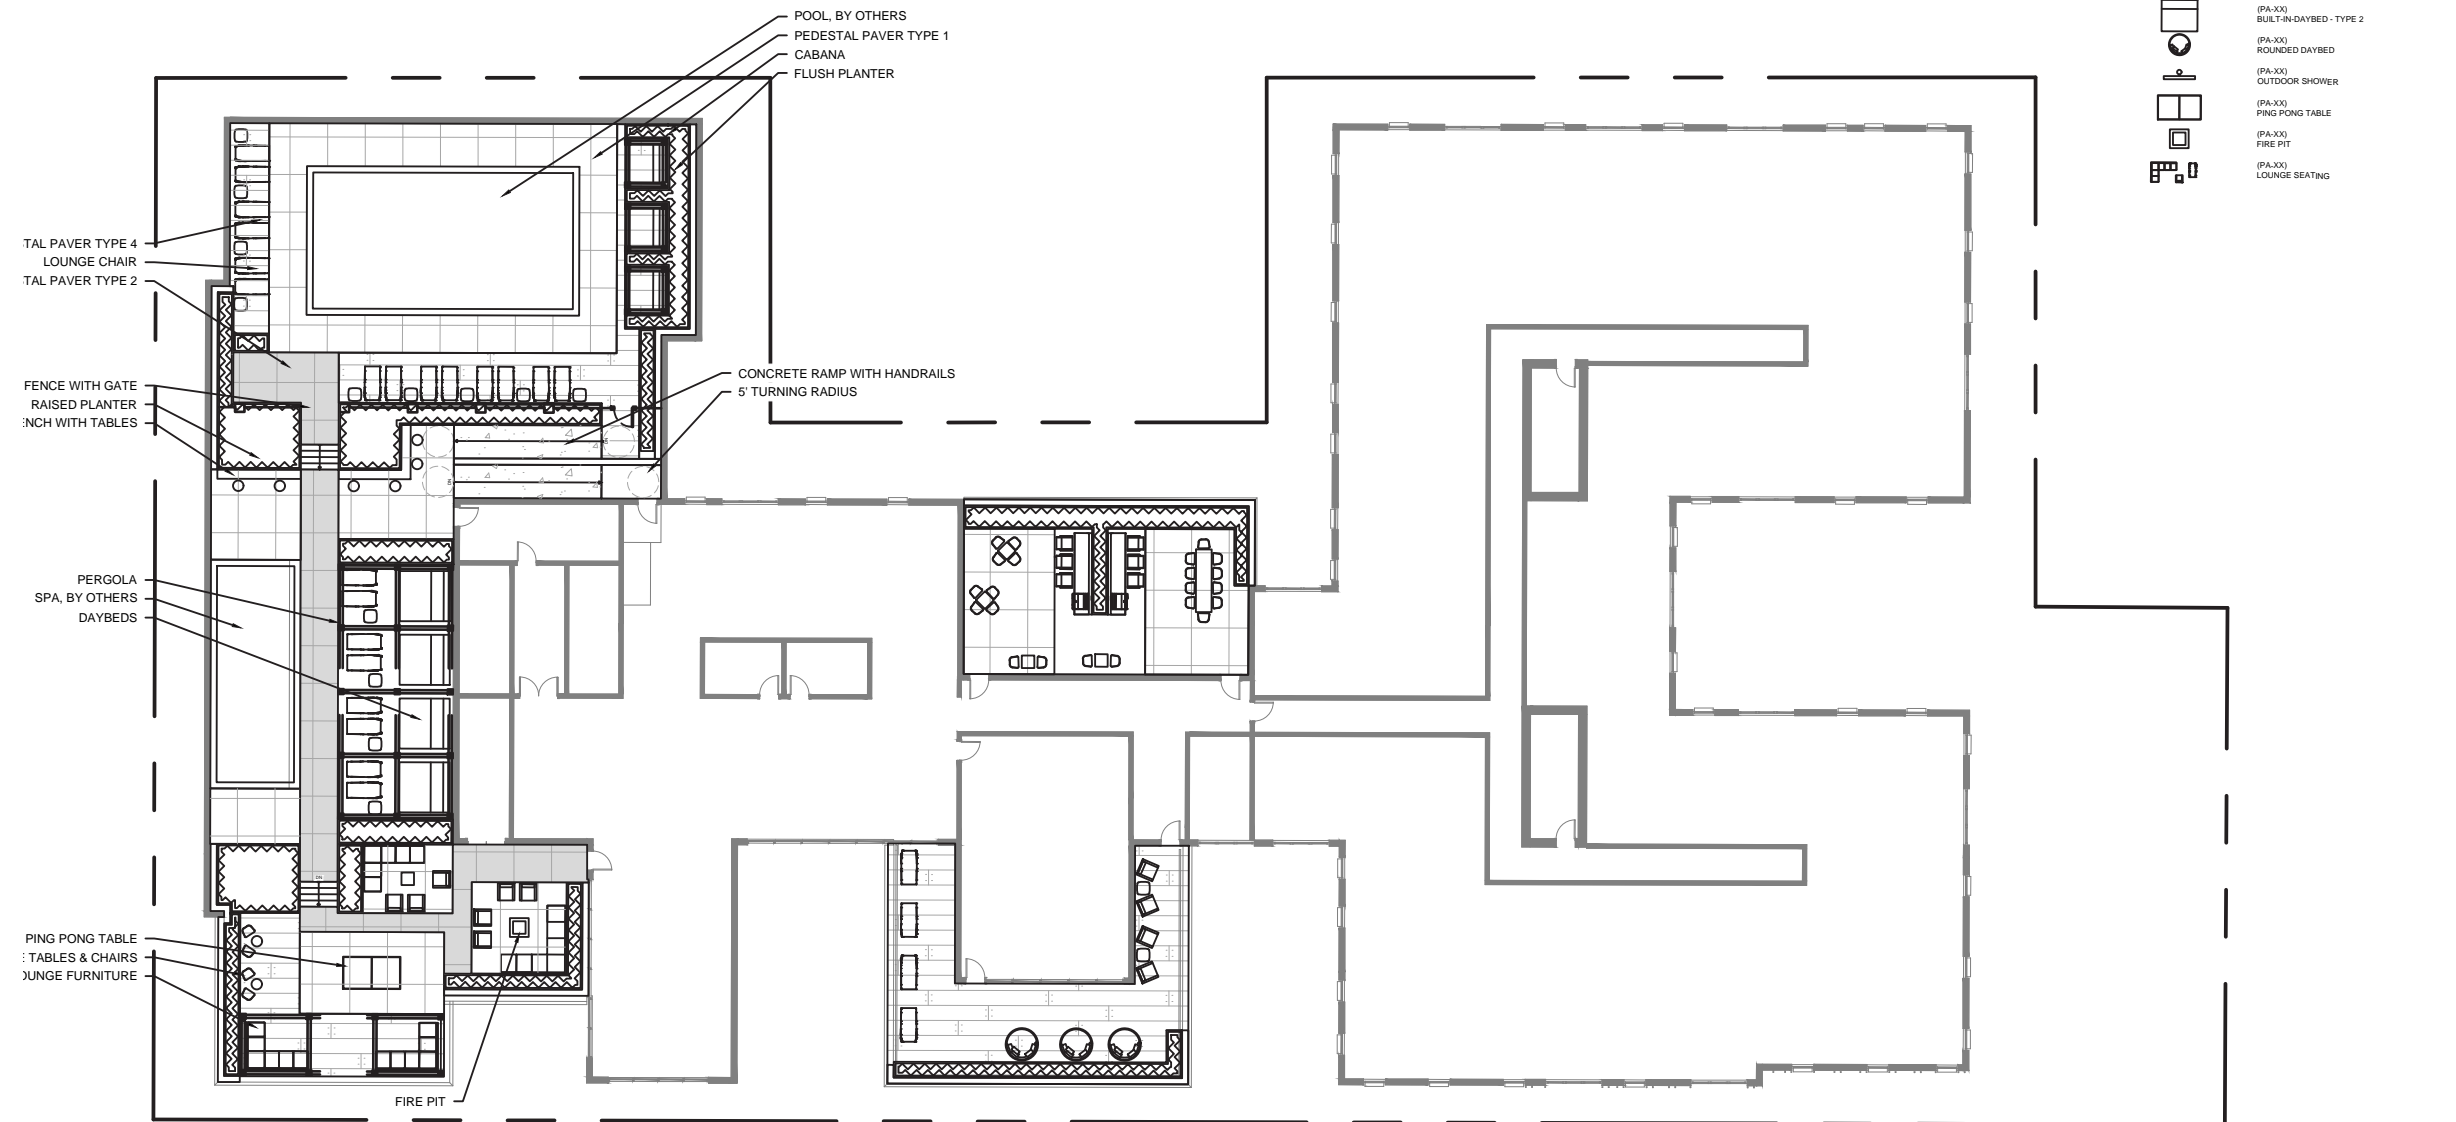 POOL, BY OTHERS
PEDESTAL PAVER TYPE 1
CABANA
FLUSH PLANTER
TAL PAVER TYPE 4
LOUNGE CHAIR
TAL PAVER TYPE 2
FENCE WITH GATE
RAISED PLANTER
NCH WITH TABLES
CONCRETE RAMP WITH HANDRAILS
5' TURNING RADIUS
PERGOLA
SPA, BY OTHERS
DAYBEDS
PING PONG TABLE
TABLES & CHAIRS
OUNGE FURNITURE
FIRE PIT
DN
(PA-XX)
BUILT-IN-DAYBED - TYPE 2
(PA-XX)
ROUNDED DAYBED
(PA-XX)
OUTDOOR SHOWER
(PA-XX)
PING PONG TABLE
(PA-XX)
FIRE PIT
(PA-XX)
LOUNGE SEATING